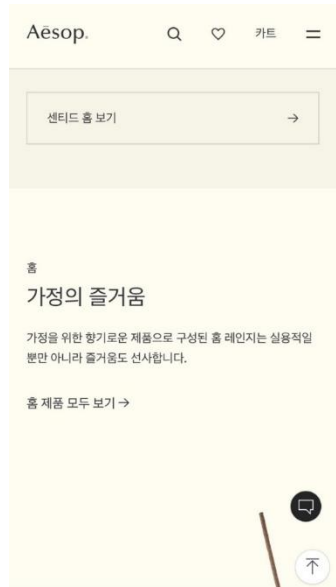 Aēsop.
카트
센티드 홈 보기 →
홈
가정의 즐거움
가정을 위한 향기로운 제품으로 구성된 홈 레인지는 실용적일
뿐만 아니라 즐거움도 선사합니다.
홈 제품 모두 보기 →